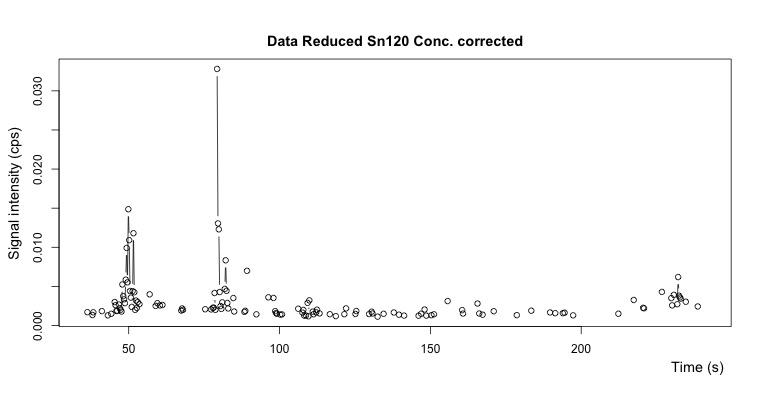 Data Reduced Sn120 Conc. corrected
Signal intensity (cps)
0.030
0.020
0.010
0.000
50 100 150 200
Time (s)